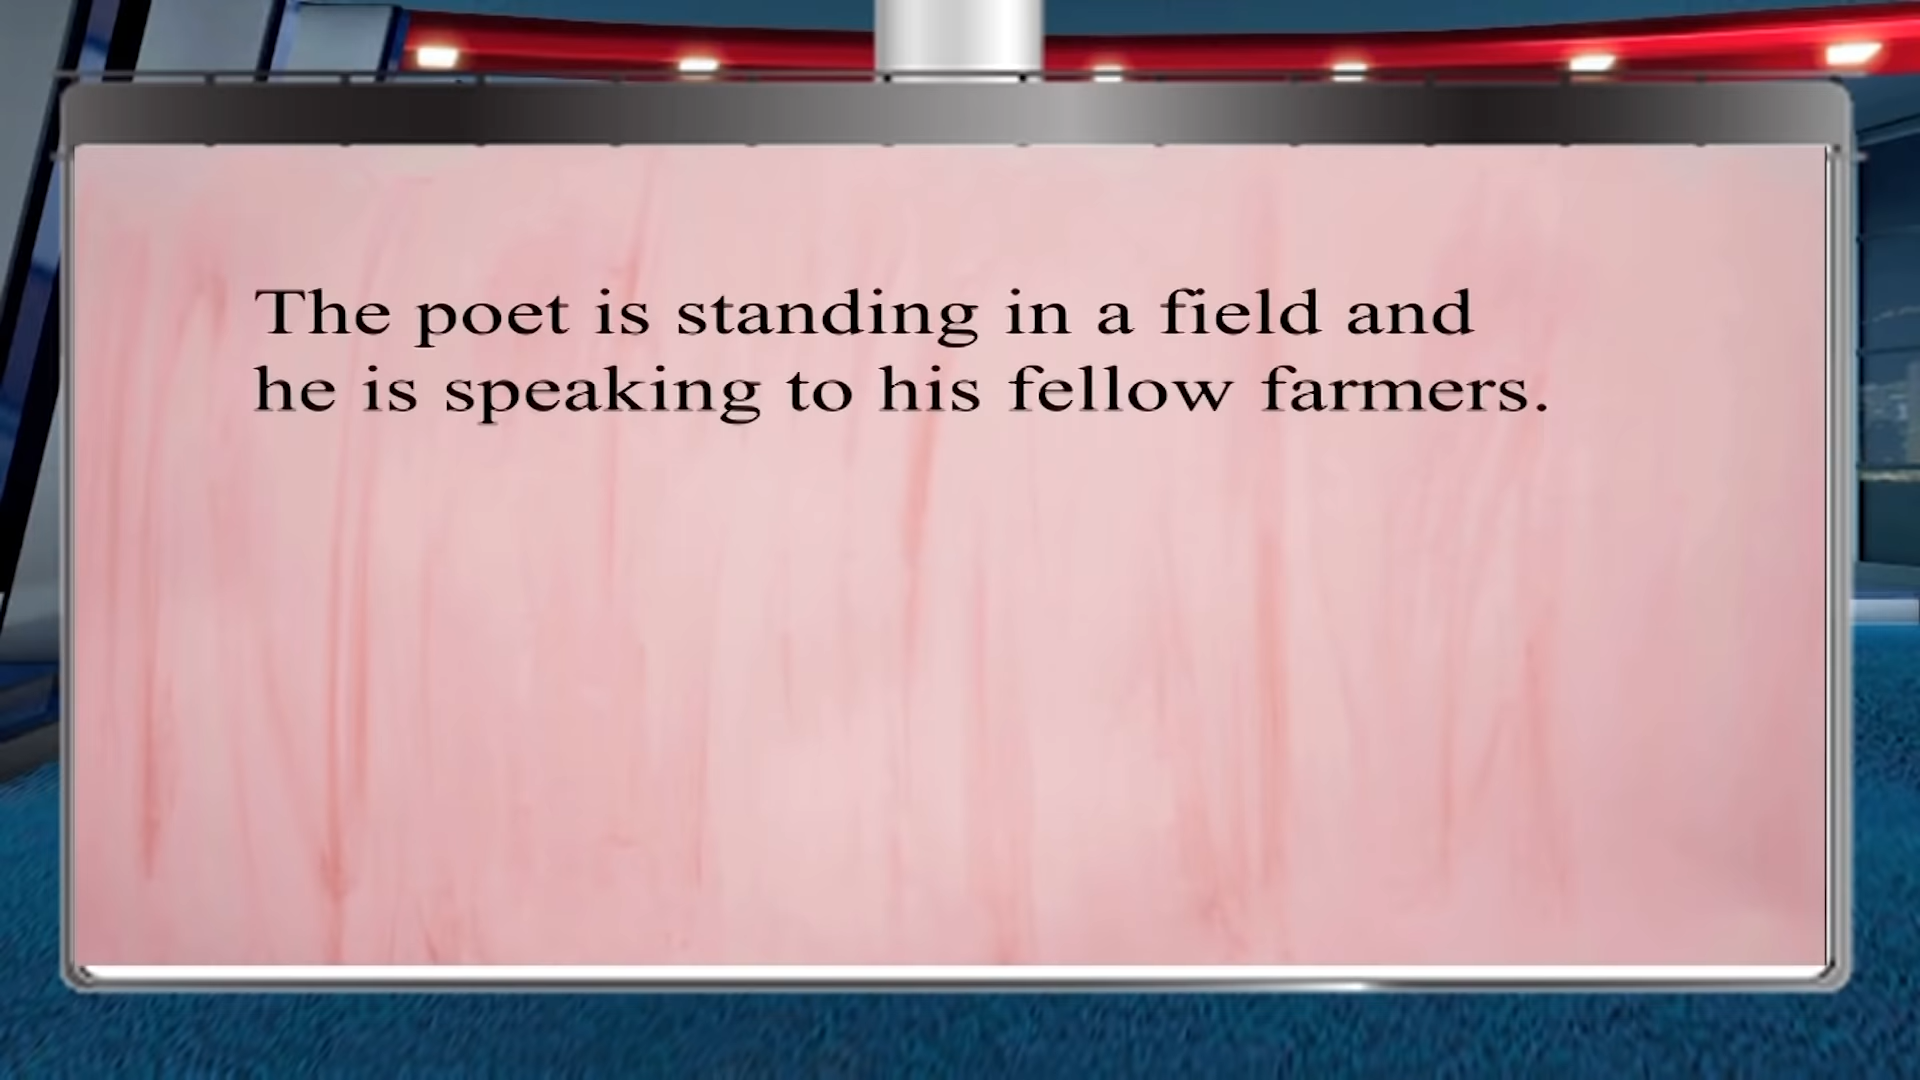 The poet is standing in a field and
he is speaking to his fellow farmers.